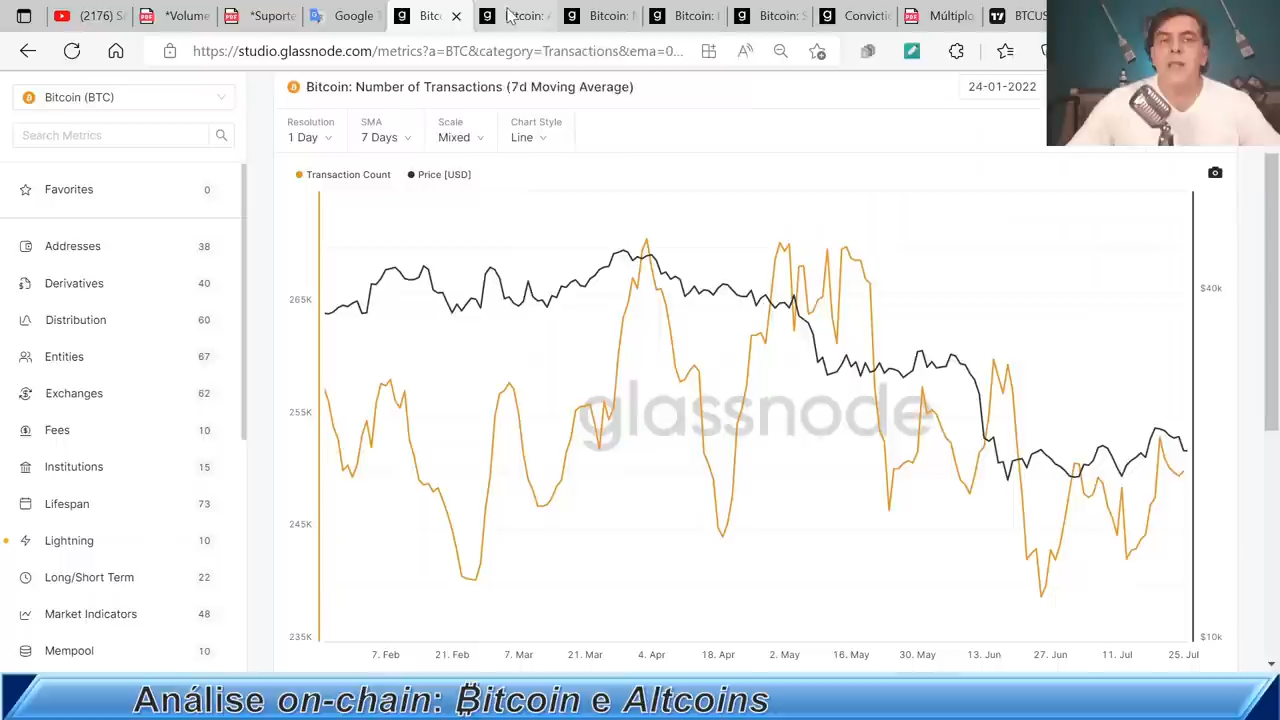 (2176) S
*Volume
*Suporte
Google T
Bitc
Bitcoin: A
Bitcoin: N
Bitcoin: I
Bitcoin: S
Convictio
Múltiplo
BTCUS
https://studio.glassnode.com/metrics?a=BTC&category=Transactions&ema=0...
Bitcoin (BTC)
Search Metrics
Favorites 0
Addresses 38
Derivatives 40
Distribution 60
Entities 67
Exchanges 62
Fees 10
Institutions 15
Lifespan 73
Lightning 10
Long/Short Term 22
Market Indicators 48
Mempool 10
Bitcoin: Number of Transactions (7d Moving Average)
24-01-2022
Resolution
1 Day
SMA
7 Days
Scale
Mixed
Chart Style
Line
Transaction Count
Price [USD]
265K
255K
245K
235K
$40k
$10k
glassnode
7. Feb
21. Feb
7. Mar
21. Mar
4. Apr
18. Apr
2. May
16. May
30. May
13. Jun
27. Jun
11. Jul
25. Jul
Análise on-chain: ₿itcoin e Altcoins